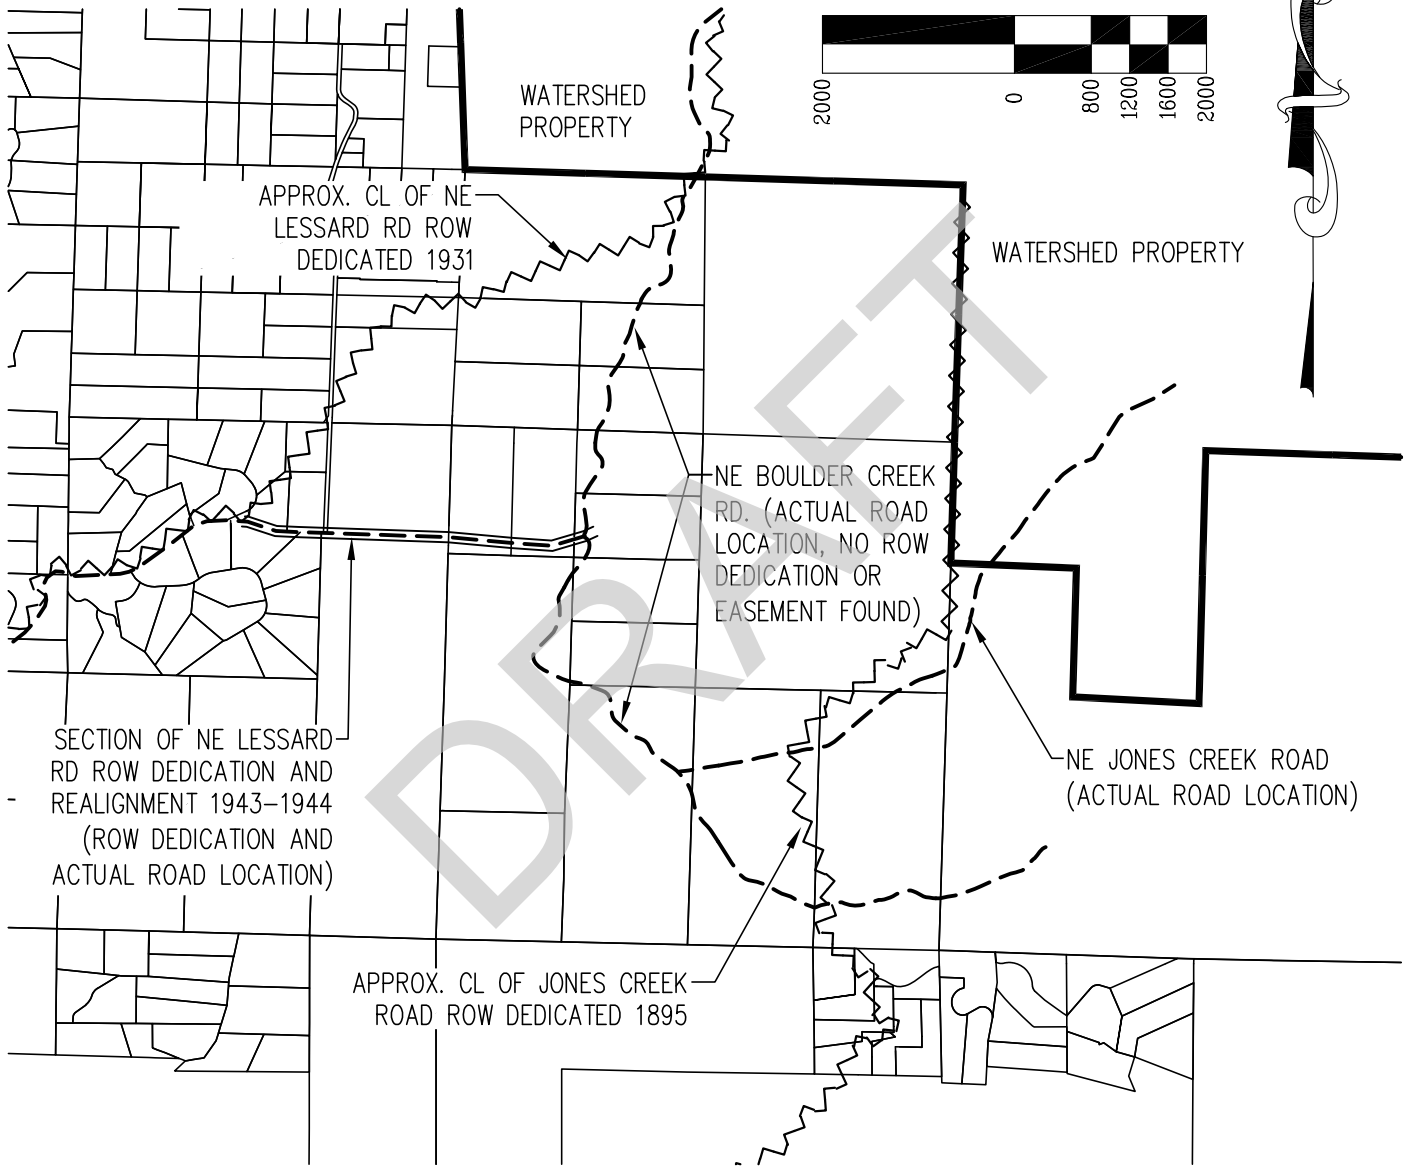 WATERSHED
PROPERTY
2000
0
800
1200
1600
2000
APPROX. CL OF NE
LESSARD RD ROW
DEDICATED 1931
WATERSHED PROPERTY
NE BOULDER CREEK
RD. (ACTUAL ROAD
LOCATION, NO ROW
DEDICATION OR
EASEMENT FOUND)
DRAFT
SECTION OF NE LESSARD
RD ROW DEDICATION AND
REALIGNMENT 1943-1944
(ROW DEDICATION AND
ACTUAL ROAD LOCATION)
NE JONES CREEK ROAD
(ACTUAL ROAD LOCATION)
APPROX. CL OF JONES CREEK
ROAD ROW DEDICATED 1895